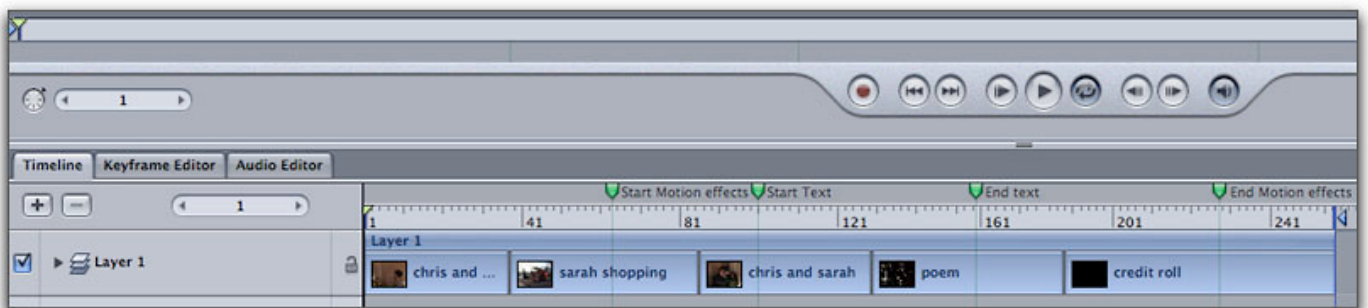 1
Timeline Keyframe Editor Audio Editor
Start Motion effects Start Text End text End Motion effects
1
1 41 81 121 161 201 241
Layer 1
Layer 1
chris and ... sarah shopping chris and sarah poem credit roll